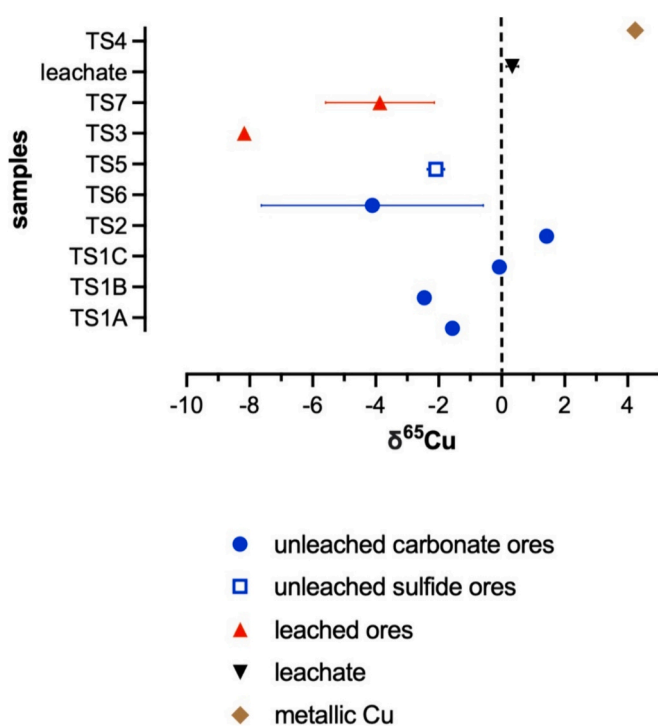 samples
TS4
leachate
TS7
TS3
TS5
TS6
TS2
TS1C
TS1B
TS1A
-10 -8 -6 -4 -2 0 2 4
δ⁶⁵Cu
unleached carbonate ores
unleached sulfide ores
leached ores
leachate
metallic Cu